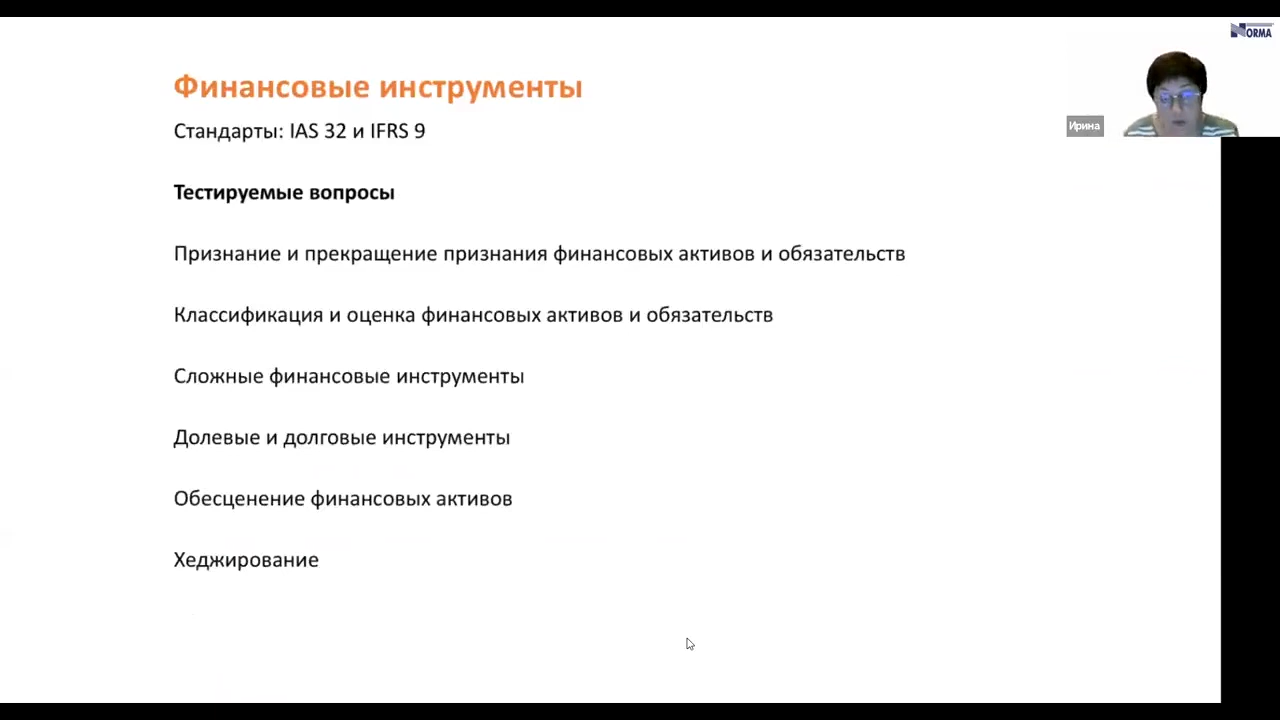 NORMA
Финансовые инструменты
Ирина
Стандарты: IAS 32 и IFRS 9
Тестируемые вопросы
Признание и прекращение признания финансовых активов и обязательств
Классификация и оценка финансовых активов и обязательств
Сложные финансовые инструменты
Долевые и долговые инструменты
Обесценение финансовых активов
Хеджирование